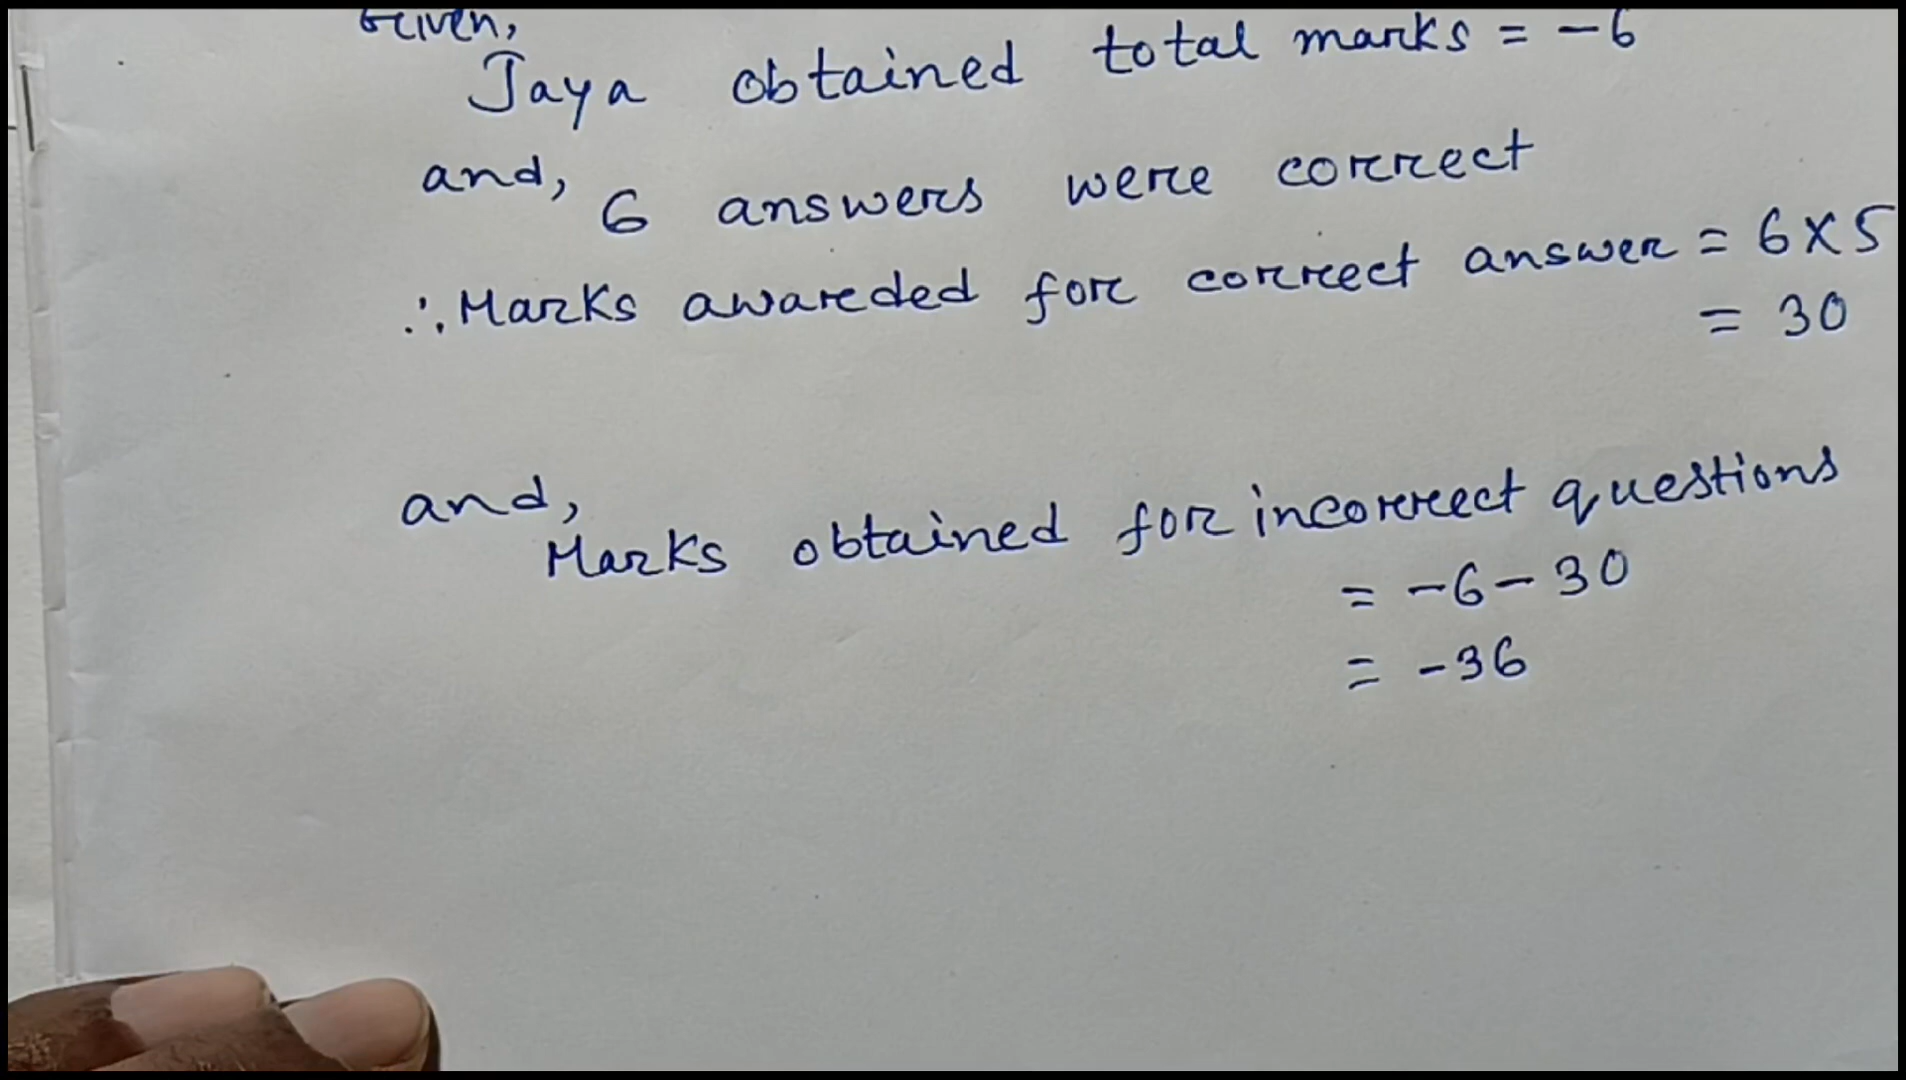 Given,
Jaya obtained total marks = -6
and,
6 answers were correct
∴ Marks awarded for correct answer = 6×5
= 30
and,
Marks obtained for incorrect questions
= -6-30
= -36